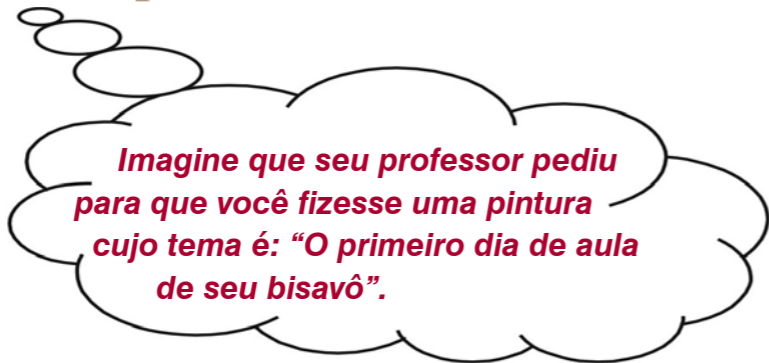 Imagine que seu professor pediu
para que você fizesse uma pintura
cujo tema é: “O primeiro dia de aula
de seu bisavô”.